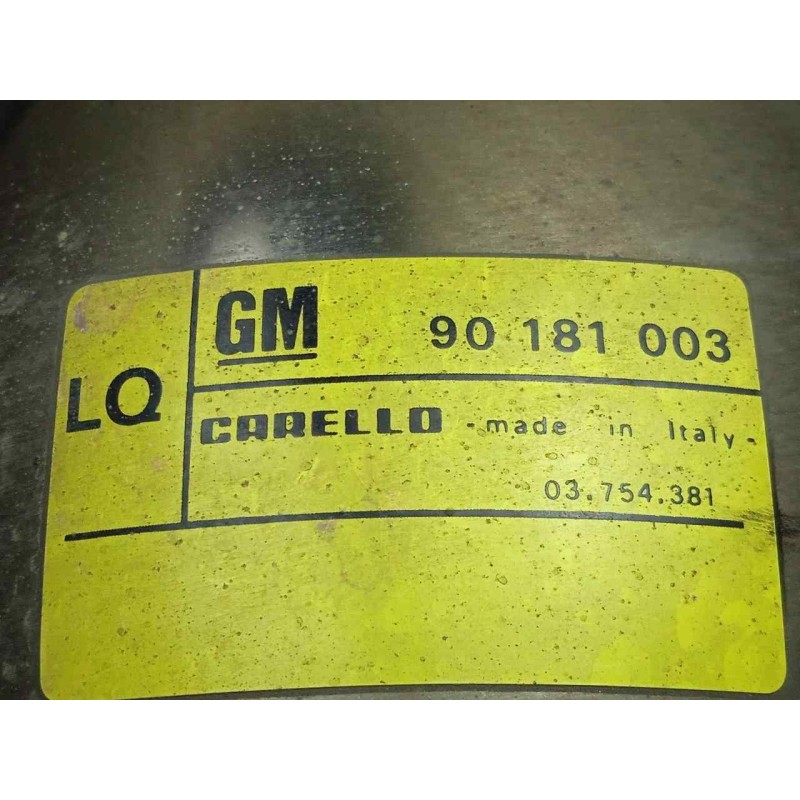 GM 90 181 003
LQ
CARELLO - made in Italy -
03.754.381